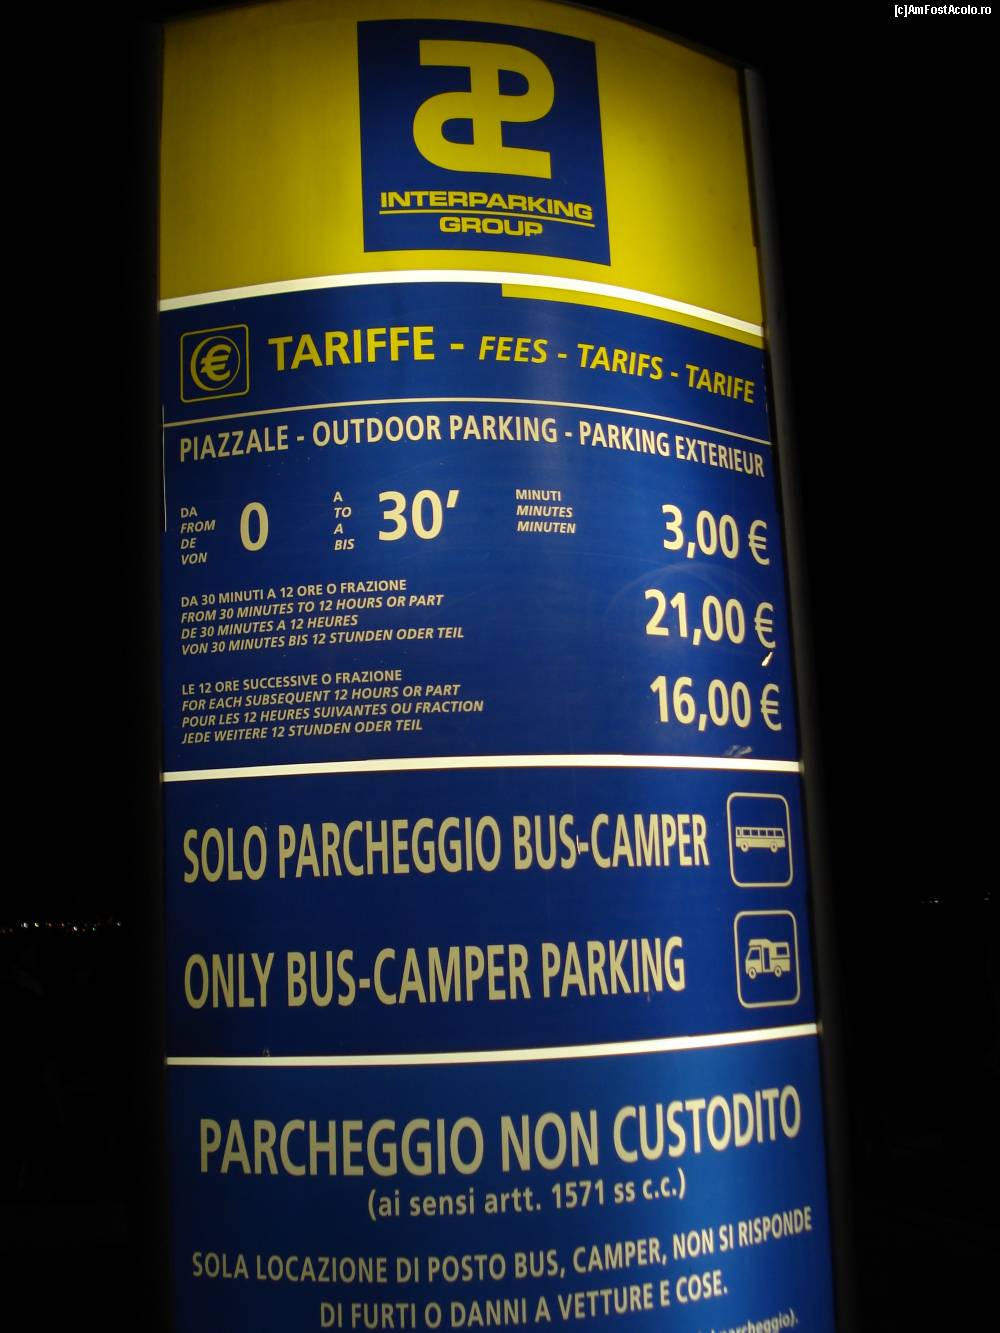 [c]AmFostAcolo.ro
INTERPARKING
GROUP
TARIFFE - FEES - TARIFS - TARIFE
PIAZZALE - OUTDOOR PARKING - PARKING EXTERIEUR
DA
FROM
DE
VON
0
A
TO
A
BIS
30’
MINUTI
MINUTES
MINUTEN
3,00 €
DA 30 MINUTI A 12 ORE O FRAZIONE
FROM 30 MINUTES TO 12 HOURS OR PART
DE 30 MINUTES A 12 HEURES
VON 30 MINUTES BIS 12 STUNDEN ODER TEIL
21,00 €
LE 12 ORE SUCCESSIVE O FRAZIONE
FOR EACH SUBSEQUENT 12 HOURS OR PART
POUR LES 12 HEURES SUIVANTES OU FRACTION
JEDE WEITERE 12 STUNDEN ODER TEIL
16,00 €
SOLO PARCHEGGIO BUS-CAMPER
ONLY BUS-CAMPER PARKING
PARCHEGGIO NON CUSTODITO
(ai sensi artt. 1571 ss c.c.)
SOLA LOCAZIONE DI POSTO BUS, CAMPER, NON SI RISPONDE
DI FURTI O DANNI A VETTURE E COSE.
parcheggio).